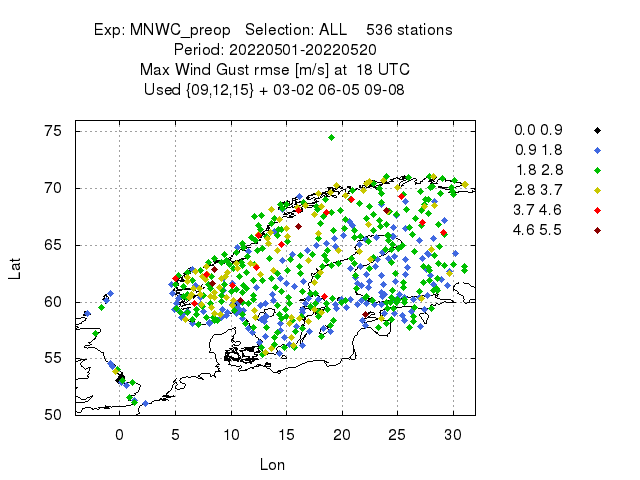 Exp: MNWC_preop Selection: ALL 536 stations
Period: 20220501-20220520
Max Wind Gust rmse [m/s] at 18 UTC
Used {09,12,15} + 03-02 06-05 09-08
75
70
65
60
55
50
0 5 10 15 20 25 30
Lat
Lon
0.0 0.9
0.9 1.8
1.8 2.8
2.8 3.7
3.7 4.6
4.6 5.5